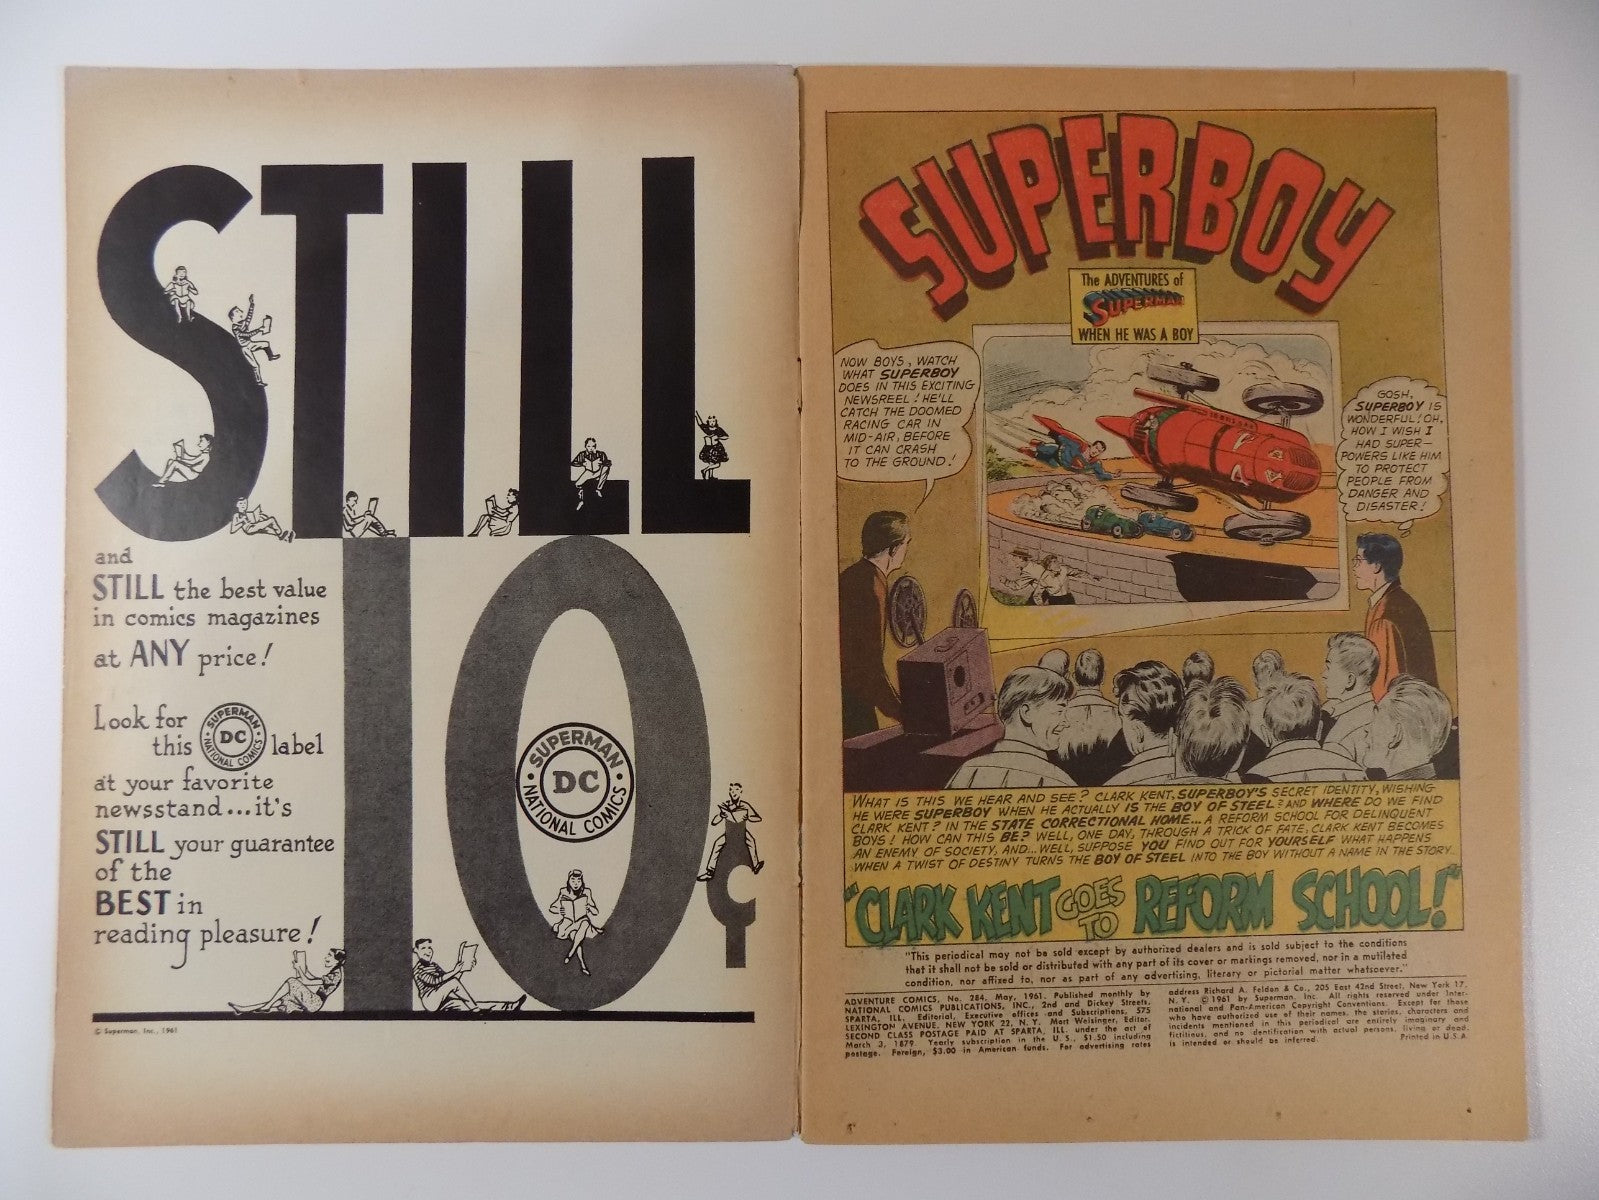 STILL
10¢
and
STILL the best value
in comics magazines
at ANY price!
Look for
this
SUPERMAN
DC
NATIONAL COMICS
label
at your favorite
newsstand...it's
STILL your guarantee
of the
BEST in
reading pleasure!
SUPERMAN
DC
NATIONAL COMICS
© Superman, Inc., 1961
SUPERBOY
The ADVENTURES of
SUPERMAN
WHEN HE WAS A BOY
NOW BOYS, WATCH
WHAT SUPERBOY
DOES IN THIS EXCITING
NEWSREEL! HE'LL
CATCH THE DOOMED
RACING CAR IN
MID-AIR, BEFORE
IT CAN CRASH
TO THE GROUND!
GOSH,
SUPERBOY IS
WONDERFUL! OH,
HOW I WISH I
HAD SUPER-
POWERS LIKE HIM
TO PROTECT
PEOPLE FROM
DANGER AND
DISASTER!
WHAT IS THIS WE HEAR AND SEE? CLARK KENT, SUPERBOY'S SECRET IDENTITY, WISHING
HE WERE SUPERBOY WHEN HE ACTUALLY IS THE BOY OF STEEL? AND WHERE DO WE FIND
CLARK KENT? IN THE STATE CORRECTIONAL HOME... A REFORM SCHOOL FOR DELINQUENT
BOYS! HOW CAN THIS BE? WELL, ONE DAY, THROUGH A TRICK OF FATE, CLARK KENT BECOMES
AN ENEMY OF SOCIETY, AND... WELL, SUPPOSE YOU FIND OUT FOR YOURSELF WHAT HAPPENS
WHEN A TWIST OF DESTINY TURNS THE BOY OF STEEL INTO THE BOY WITHOUT A NAME IN THE STORY...
"CLARK KENT GOES TO REFORM SCHOOL!"
"This periodical may not be sold except by authorized dealers and is sold subject to the conditions
that it shall not be sold or distributed with any part of its cover or markings removed, nor in a mutilated
condition, nor affixed to, nor as part of any advertising, literary or pictorial matter whatsoever."
ADVENTURE COMICS, No. 284, May, 1961. Published monthly by
NATIONAL COMICS PUBLICATIONS, INC., 2nd and Dickey Streets,
SPARTA, ILL. Editorial, Executive offices and Subscriptions, 575
LEXINGTON AVENUE, NEW YORK 22, N. Y. Mort Weisinger, Editor.
SECOND CLASS POSTAGE PAID AT SPARTA, ILL. under the act of
March 3, 1879. Yearly subscription in the U. S., $1.50 including
postage. Foreign, $3.00 in American funds. For advertising rates
address Richard A. Feldon & Co., 205 East 42nd Street, New York 17,
N. Y. © 1961 by Superman, Inc. All rights reserved under Inter-
national and Pan-American Copyright Conventions. Except for those
who have authorized use of their names, the stories, characters and
incidents mentioned in this periodical are entirely imaginary and
fictitious, and no identification with actual persons, living or dead,
is intended or should be inferred. Printed in U.S.A.